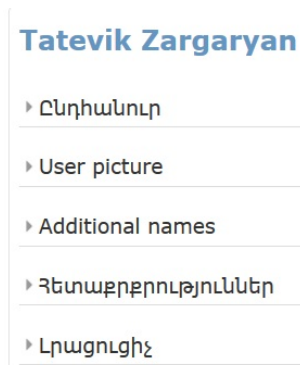 Tatevik Zargaryan
Ընդհանուր
User picture
Additional names
Հետաքրքրություններ
Լրացուցիչ